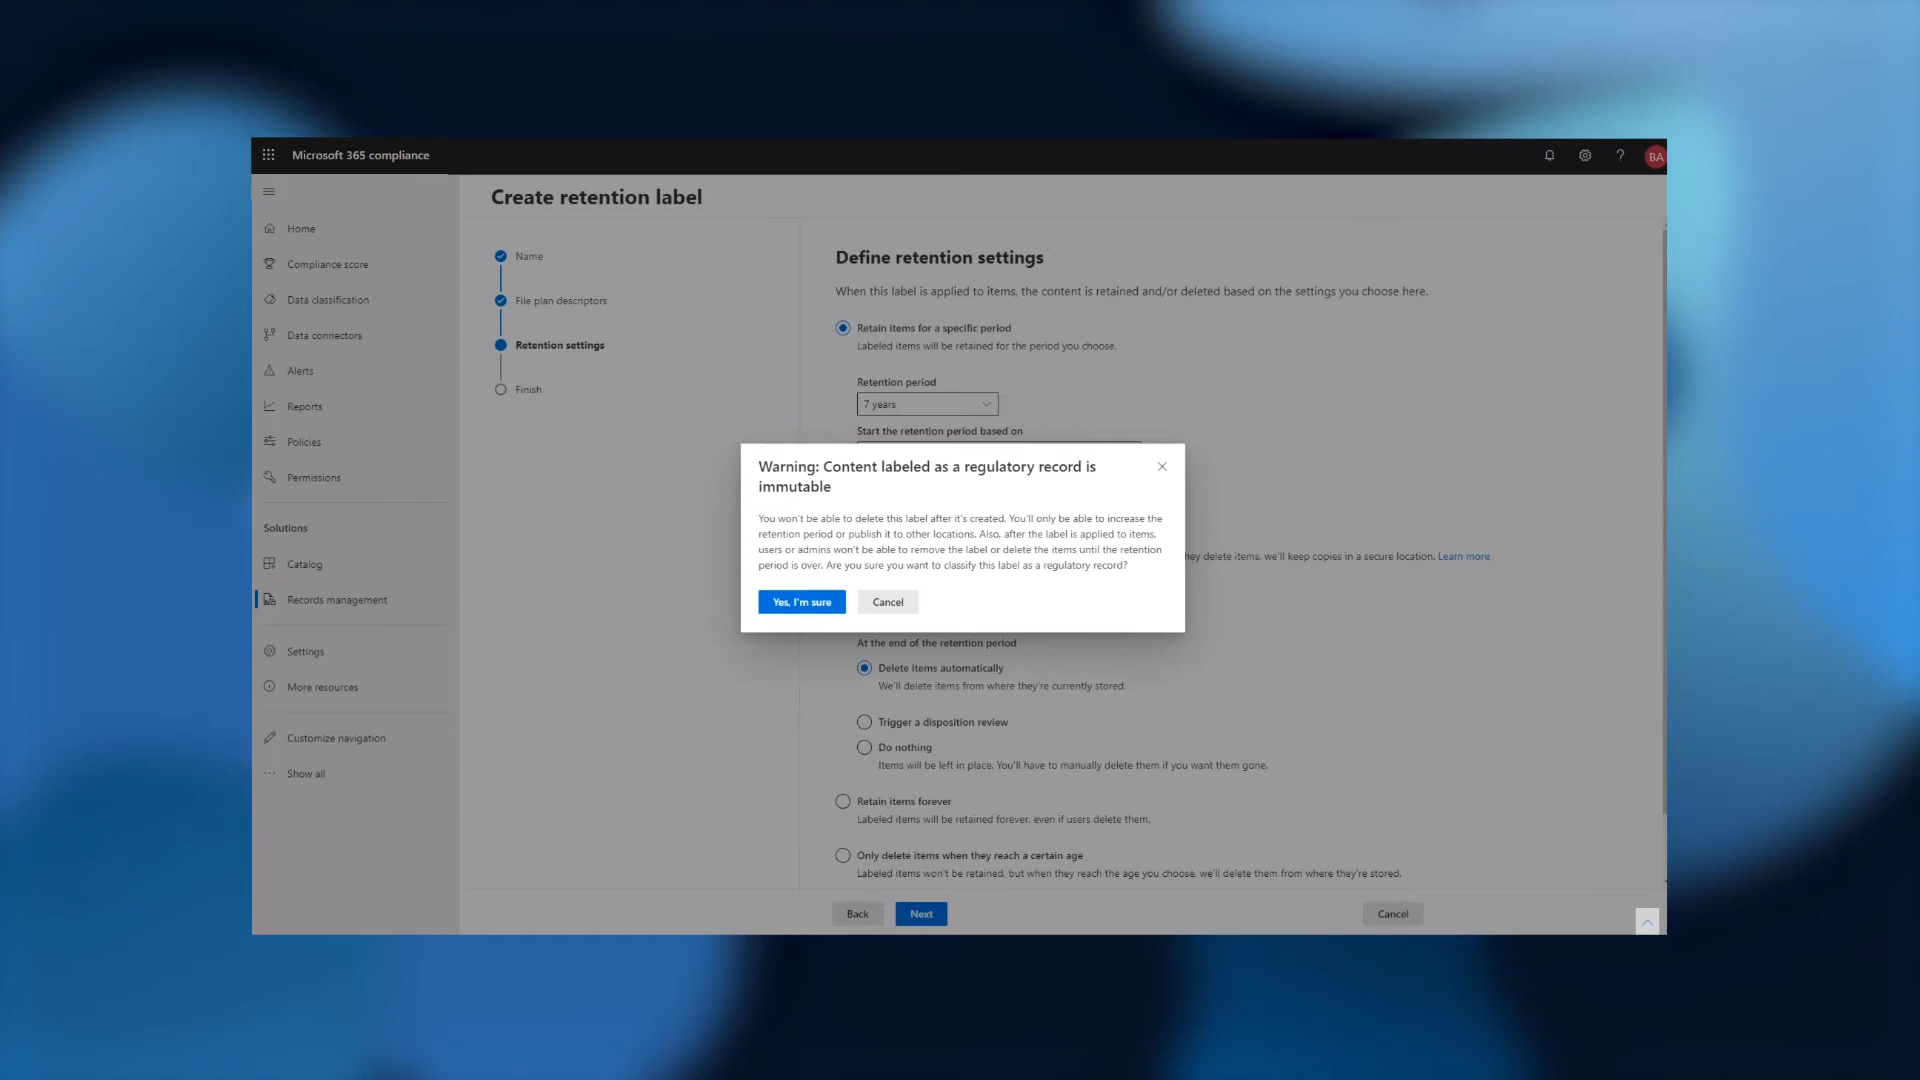 Microsoft 365 compliance
?
BA
Create retention label
Home
Compliance score
Data classification
Data connectors
Alerts
Reports
Policies
Permissions
Solutions
Catalog
Records management
Settings
More resources
Customize navigation
Show all
Name
File plan descriptors
Retention settings
Finish
Define retention settings
When this label is applied to items, the content is retained and/or deleted based on the settings you choose here.
Retain items for a specific period
Labeled items will be retained for the period you choose.
Retention period
7 years
Start the retention period based on
Warning: Content labeled as a regulatory record is
immutable
You won't be able to delete this label after it's created. You'll only be able to increase the
retention period or publish it to other locations. Also, after the label is applied to items,
users or admins won't be able to remove the label or delete the items until the retention
period is over. Are you sure you want to classify this label as a regulatory record?
Yes, I'm sure
Cancel
hey delete items, we'll keep copies in a secure location. Learn more
At the end of the retention period
Delete items automatically
We'll delete items from where they're currently stored.
Trigger a disposition review
Do nothing
Items will be left in place. You'll have to manually delete them if you want them gone.
Retain items forever
Labeled items will be retained forever, even if users delete them.
Only delete items when they reach a certain age
Labeled items won't be retained, but when they reach the age you choose, we'll delete them from where they're stored.
Back
Next
Cancel